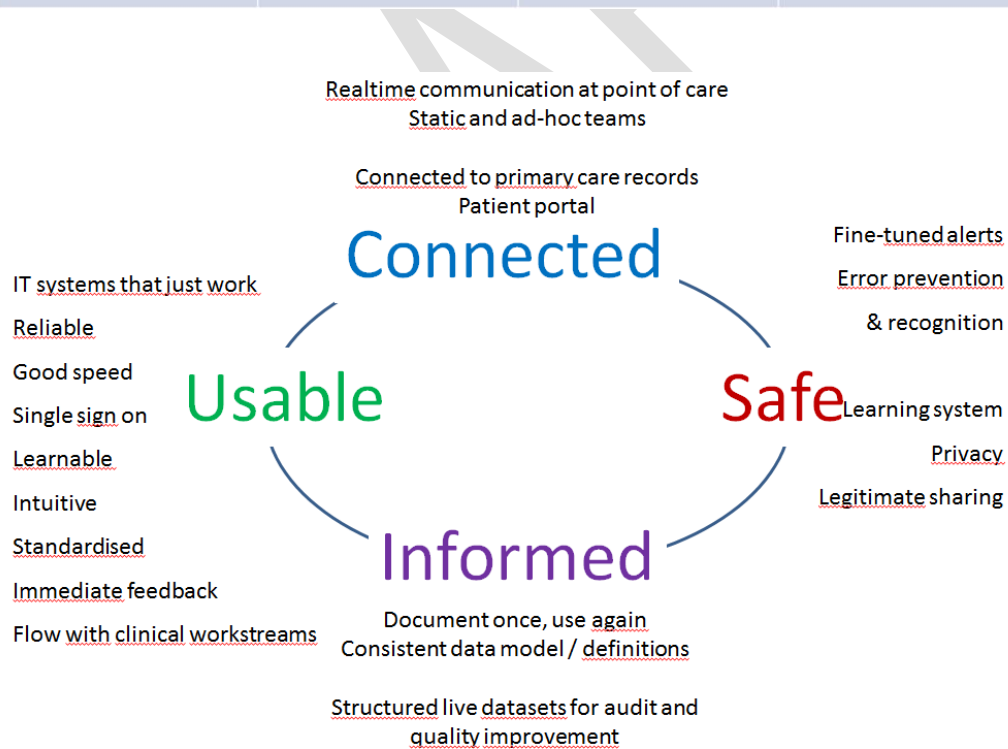 Realtime communication at point of care
Static and ad-hoc teams
Connected to primary care records
Patient portal
Connected
IT systems that just work
Reliable
Good speed
Single sign on
Learnable
Intuitive
Standardised
Immediate feedback
Flow with clinical workstreams
Usable
Fine-tuned alerts
Error prevention
& recognition
Safe
Learning system
Privacy
Legitimate sharing
Informed
Document once, use again
Consistent data model / definitions
Structured live datasets for audit and
quality improvement